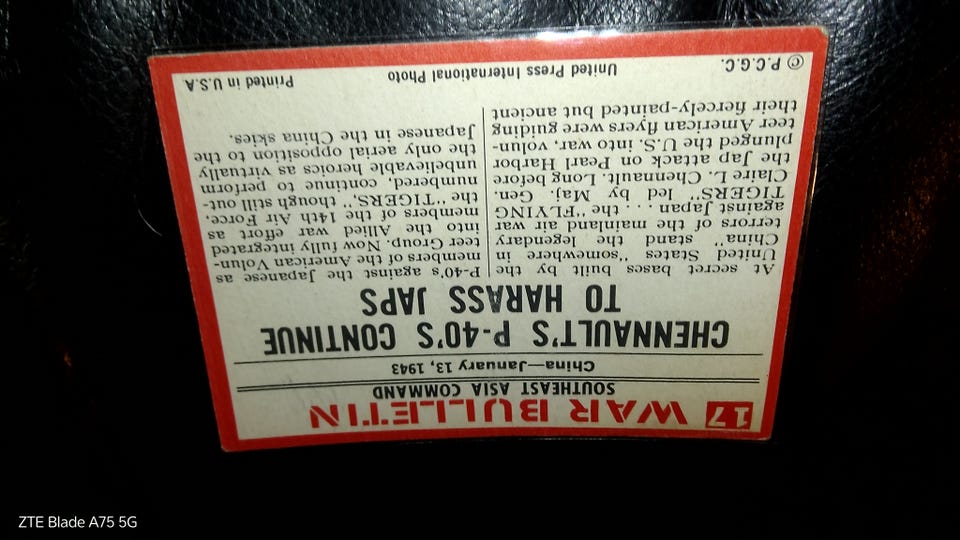 17 WAR BULLETIN
SOUTHEAST ASIA COMMAND
China—January 13, 1943
CHENNAULT'S P-40'S CONTINUE
TO HARASS JAPS
At secret bases built by the
United States "somewhere in
China" stand the legendary
terrors of the mainland air war
against Japan . . . the "FLYING
TIGERS" led by Maj. Gen.
Claire L. Chennault. Long before
the Jap attack on Pearl Harbor
plunged the U.S. into war, volun-
teer American flyers were guiding
their fiercely-painted but ancient
P-40's against the Japanese as
members of the American Volun-
teer Group. Now fully integrated
into the Allied war effort as
members of the 14th Air Force.
the "TIGERS," though still out-
numbered, continue to perform
unbelievable heroics as virtually
the only aerial opposition to the
Japanese in the China skies.
© P.C.G.C.
United Press International Photo
Printed in U.S.A
ZTE Blade A75 5G